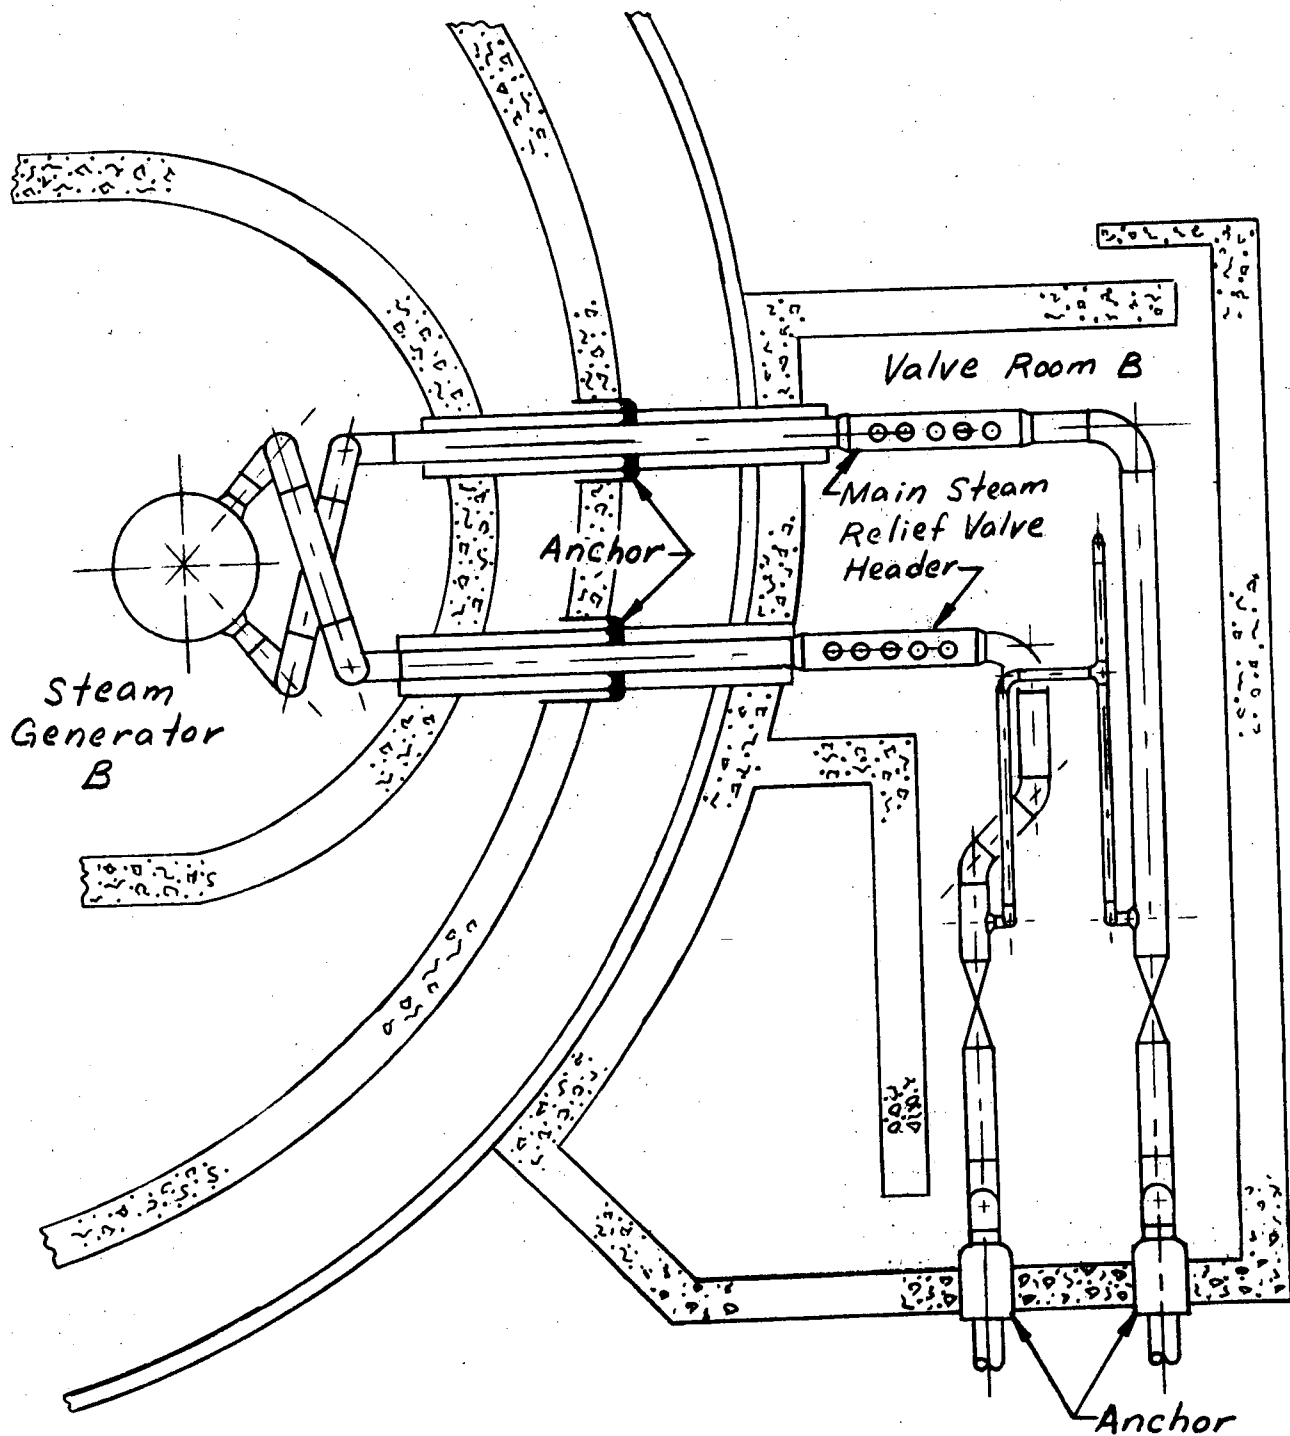 Valve Room B
Main Steam
Relief Valve
Header
Anchor
Steam
Generator
B
Anchor